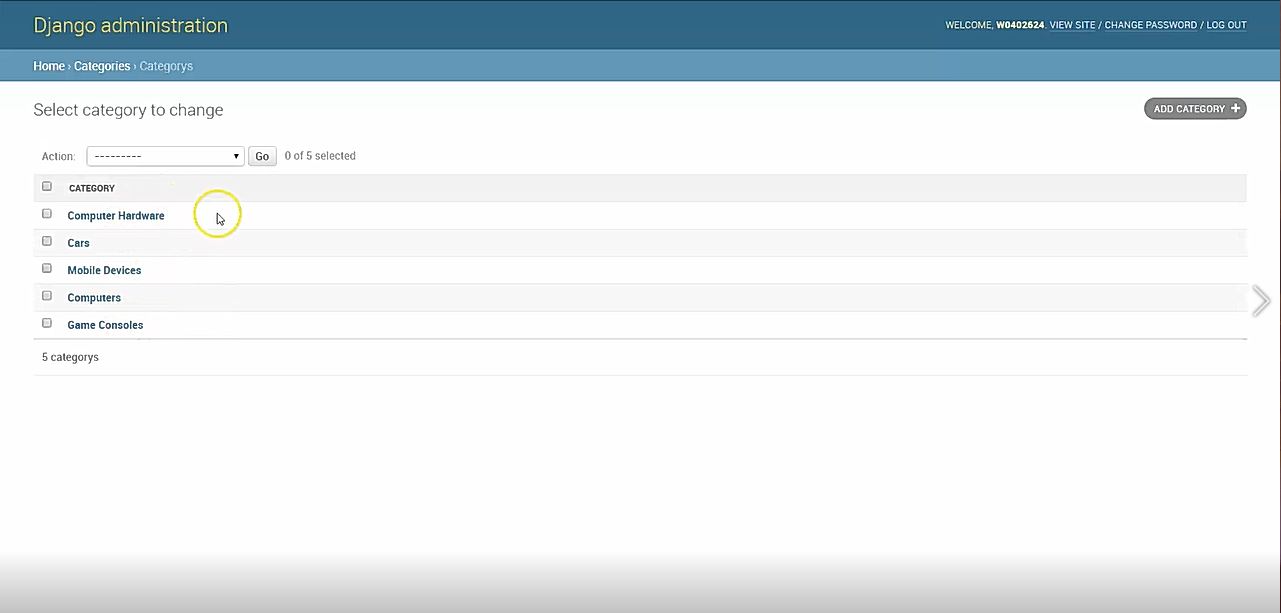 Django administration
WELCOME, W0402624. VIEW SITE / CHANGE PASSWORD / LOG OUT
Home › Categories › Categorys
Select category to change
ADD CATEGORY +
Action: --------- Go 0 of 5 selected
CATEGORY
Computer Hardware
Cars
Mobile Devices
Computers
Game Consoles
5 categorys